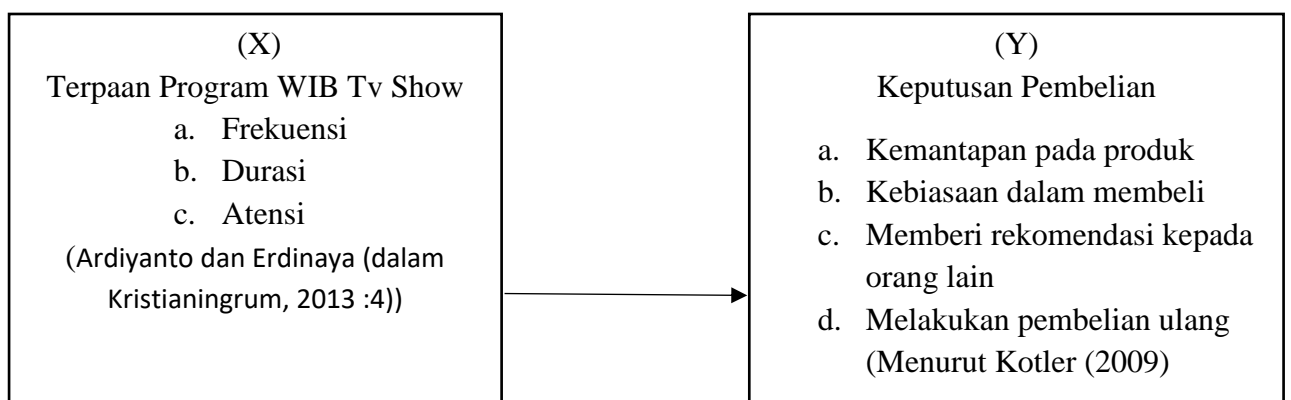 (X)
Terpaan Program WIB Tv Show
a. Frekuensi
b. Durasi
c. Atensi
(Ardiyanto dan Erdinaya (dalam
Kristianingrum, 2013 :4))
(Y)
Keputusan Pembelian
a. Kemantapan pada produk
b. Kebiasaan dalam membeli
c. Memberi rekomendasi kepada
orang lain
d. Melakukan pembelian ulang
(Menurut Kotler (2009)